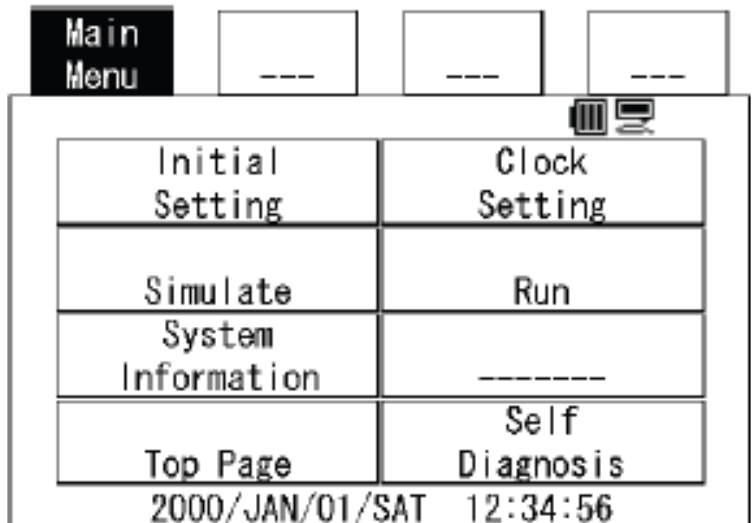 Main
Menu
---
---
---
Initial
Setting
Clock
Setting
Simulate
Run
System
Information
-------
Top Page
Self
Diagnosis
2000/JAN/01/SAT 12:34:56